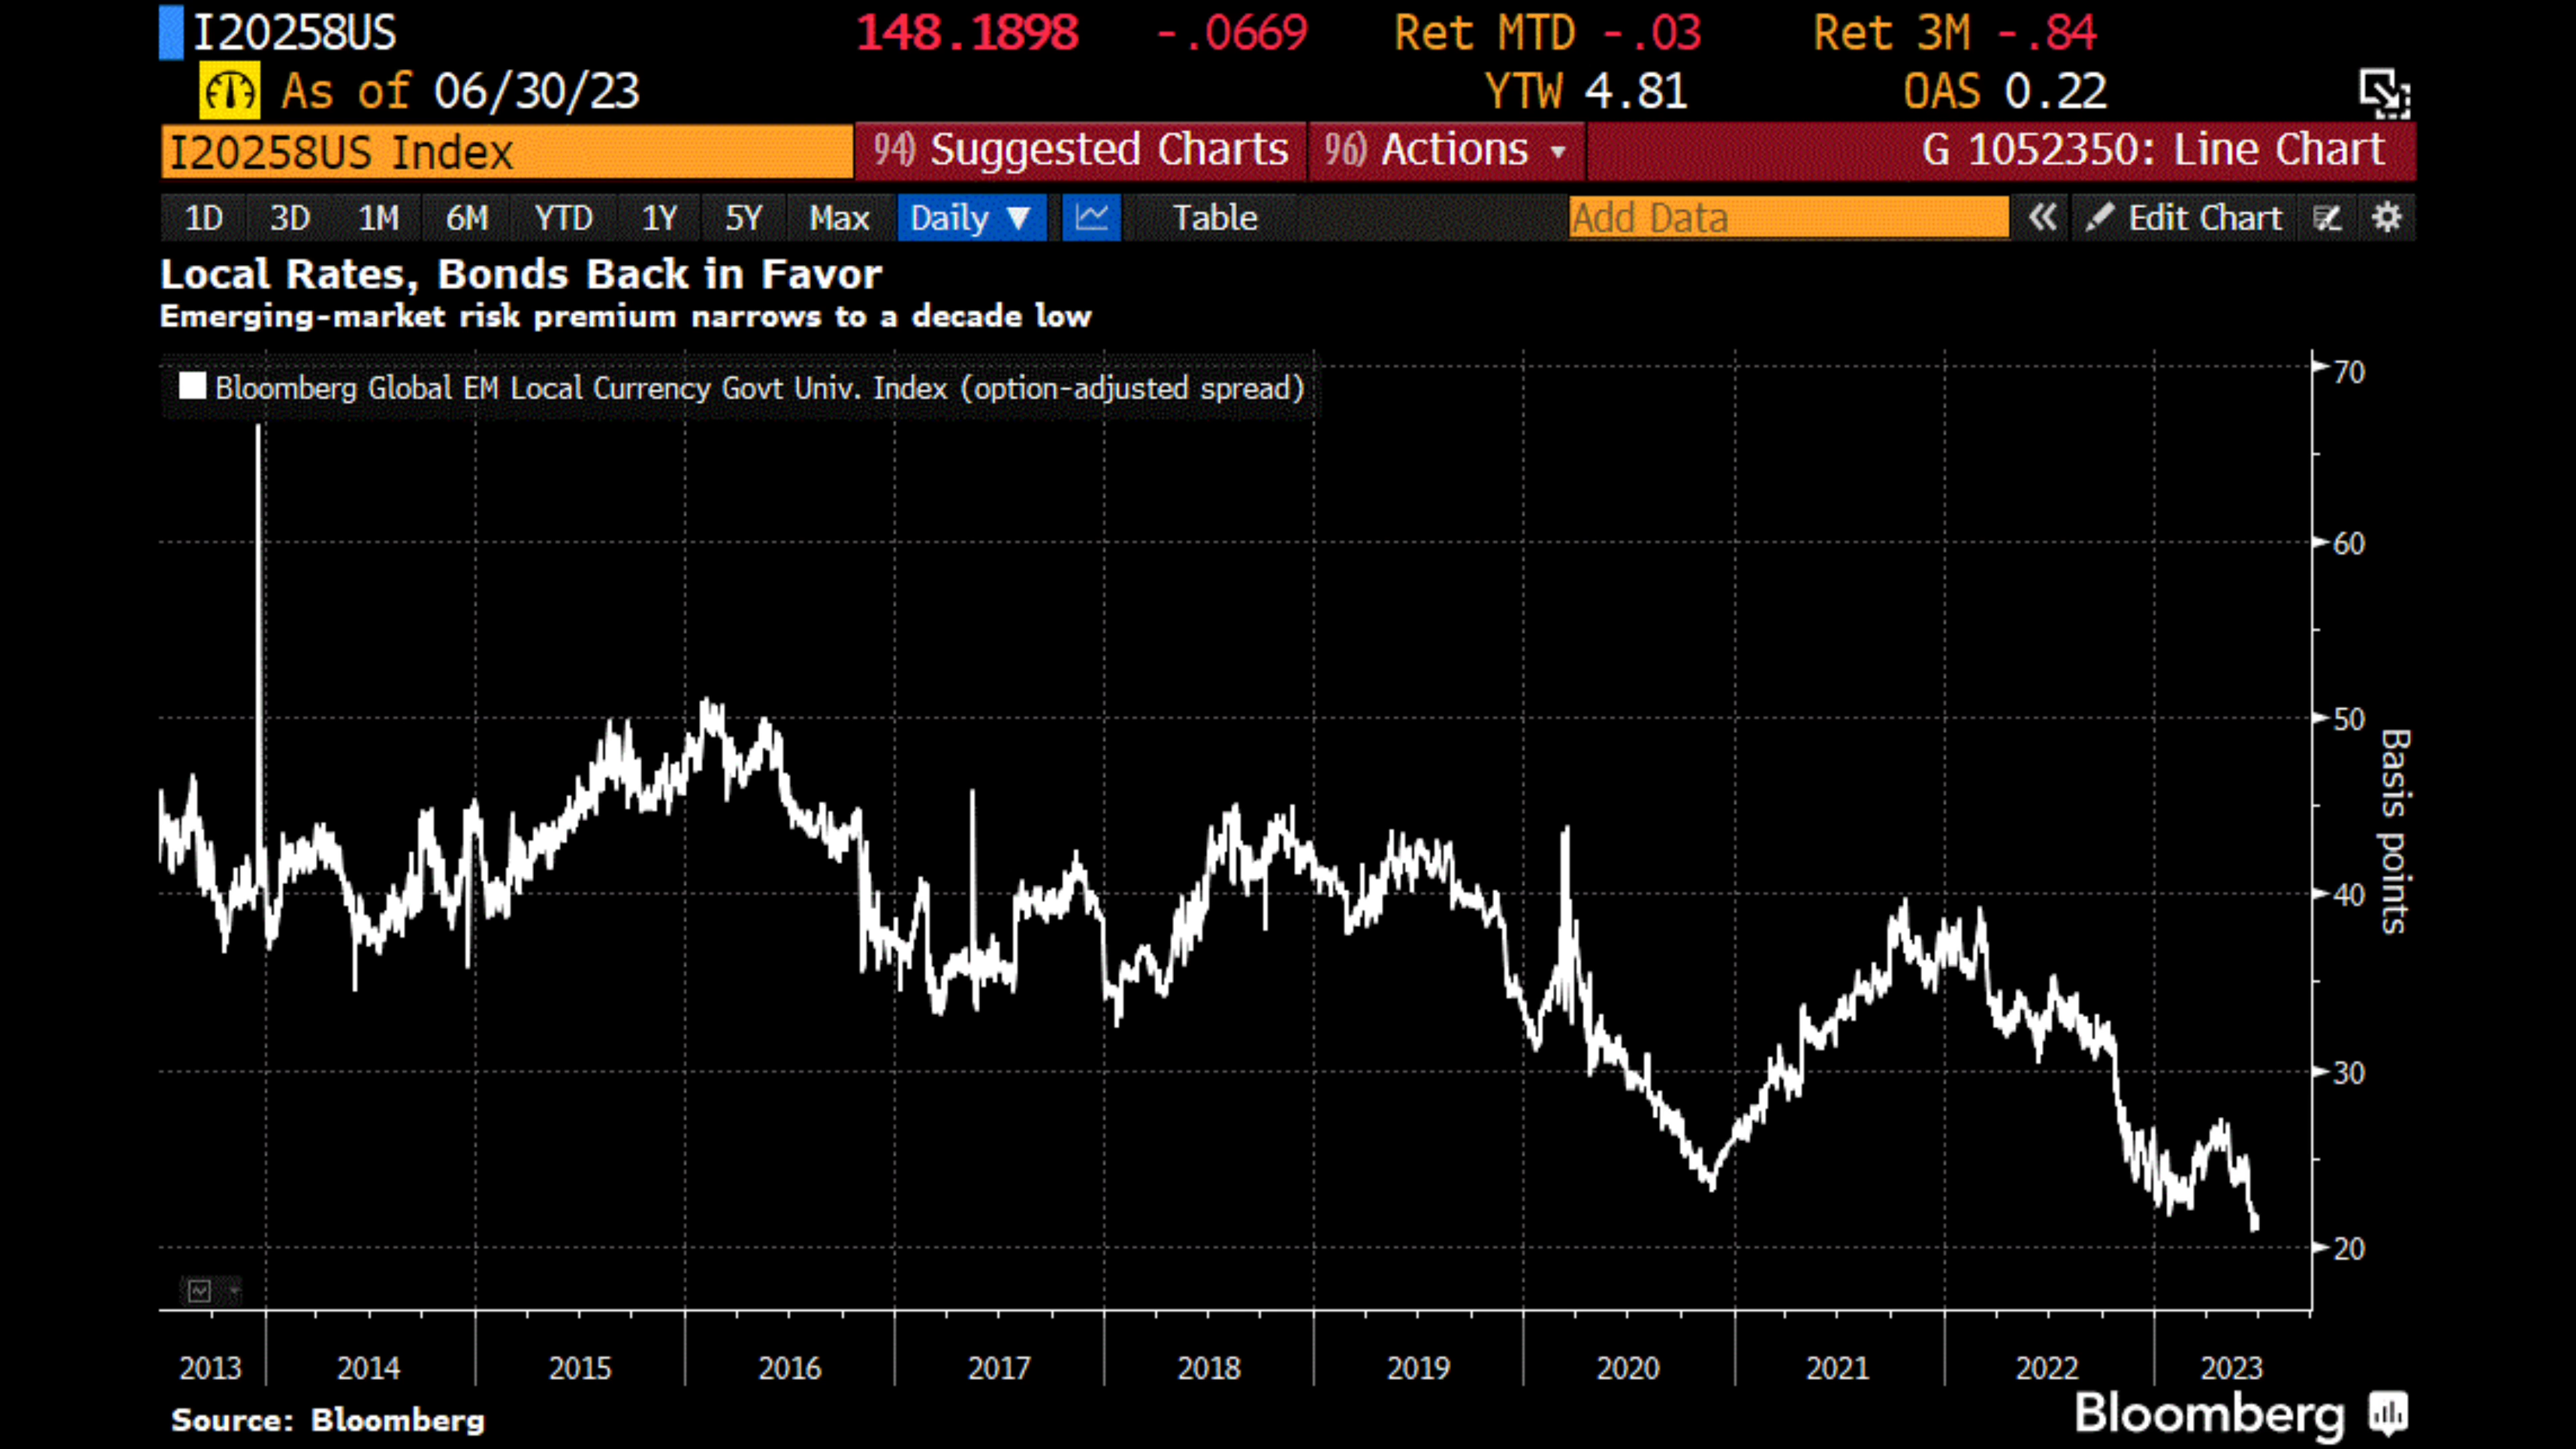 I20258US 148.1898 -.0669 Ret MTD -.03 Ret 3M -.84
As of 06/30/23 YTW 4.81 OAS 0.22
I20258US Index 94) Suggested Charts 96) Actions G 1052350: Line Chart
1D 3D 1M 6M YTD 1Y 5Y Max Daily ▼ Table Add Data « Edit Chart
Local Rates, Bonds Back in Favor
Emerging-market risk premium narrows to a decade low
Bloomberg Global EM Local Currency Govt Univ. Index (option-adjusted spread)
70
60
50
40
30
20
Basis points
2013 2014 2015 2016 2017 2018 2019 2020 2021 2022 2023
Source: Bloomberg
Bloomberg